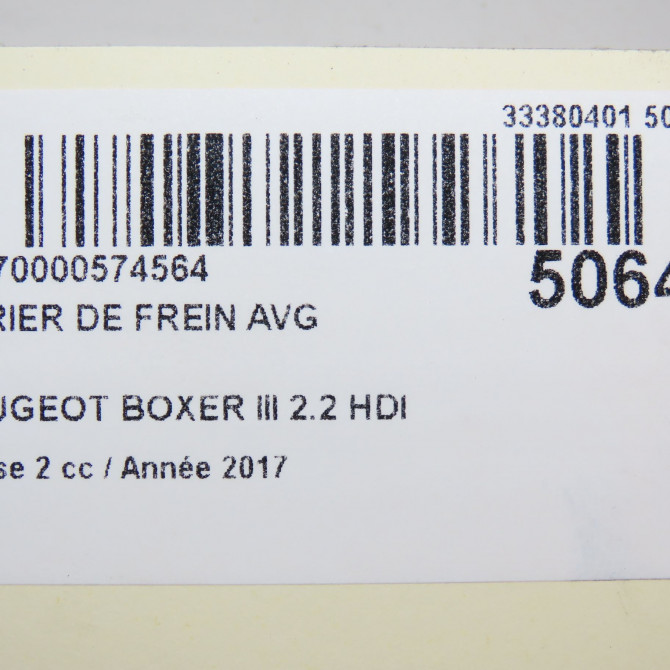 33380401 50
70000574564
5064
RIER DE FREIN AVG
UGEOT BOXER III 2.2 HDI
se 2 cc / Année 2017